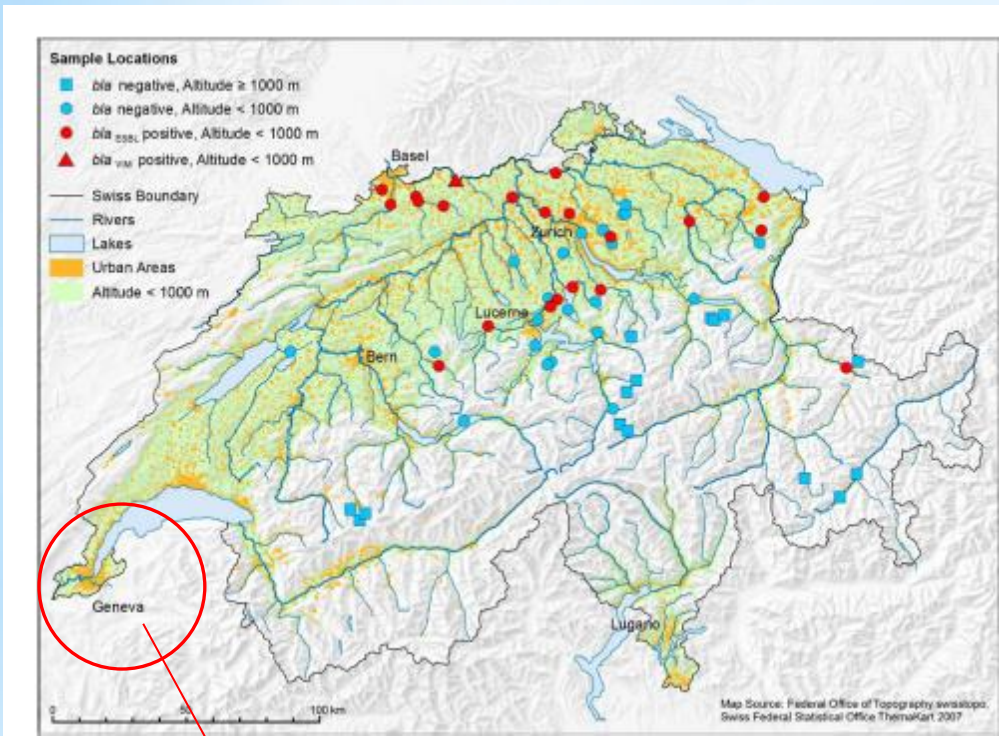 Sample Locations
bla negative, Altitude ≥ 1000 m
bla negative, Altitude < 1000 m
bla ESBL positive, Altitude < 1000 m
bla VIM positive, Altitude < 1000 m
Swiss Boundary
Rivers
Lakes
Urban Areas
Altitude < 1000 m
Basel
Zurich
Lucerne
Bern
Geneva
Lugano
0
100 km
Map Source: Federal Office of Topography swisstopo,
Swiss Federal Statistical Office ThemaKart 2007